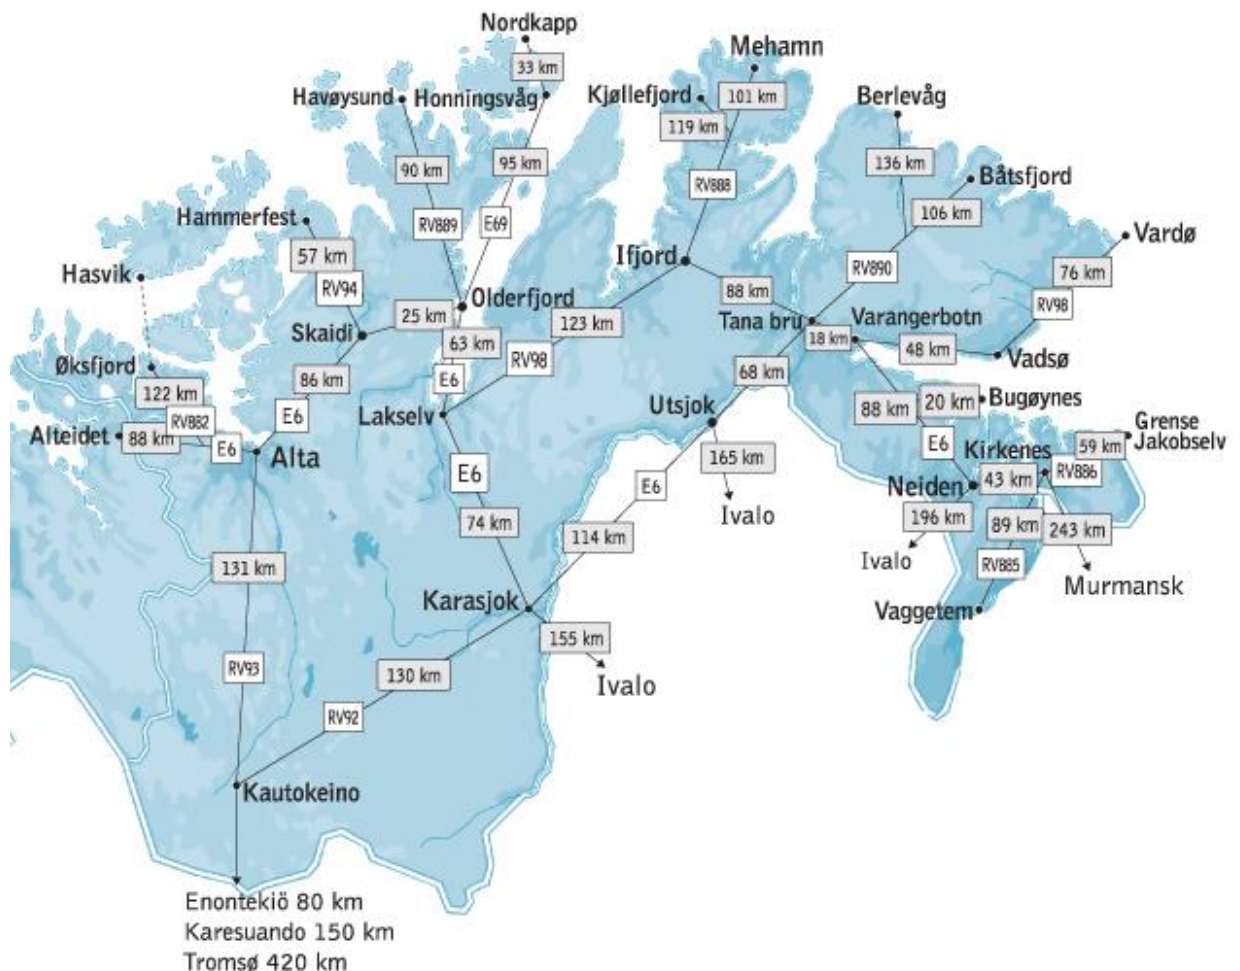 Nordkapp
Mehamn
33 km
Havøysund
Honningsvåg
Kjøllefjord
101 km
Berlevåg
119 km
90 km
95 km
136 km
Båtsfjord
RV888
Hammerfest
RV889
E69
106 km
Vardø
57 km
Hasvik
Ifjord
RV890
76 km
RV94
88 km
RV98
25 km
Olderfjord
123 km
Tana bru
Varangerbotn
Skaidi
63 km
18 km
48 km
Vadsø
Øksfjord
RV98
68 km
86 km
E6
122 km
Utsjok
88 km
20 km
Bugøynes
RV882
E6
Lakselv
Grense
Jakobselv
Alteidet
88 km
E6
Alta
E6
59 km
Kirkenes
165 km
RV886
E6
E6
Neiden
43 km
Ivalo
196 km
89 km
243 km
74 km
114 km
Ivalo
131 km
RV885
Murmansk
Karasjok
Vaggetem
155 km
RV93
130 km
Ivalo
RV92
Kautokeino
Enontekiö 80 km
Karesuando 150 km
Tromsø 420 km